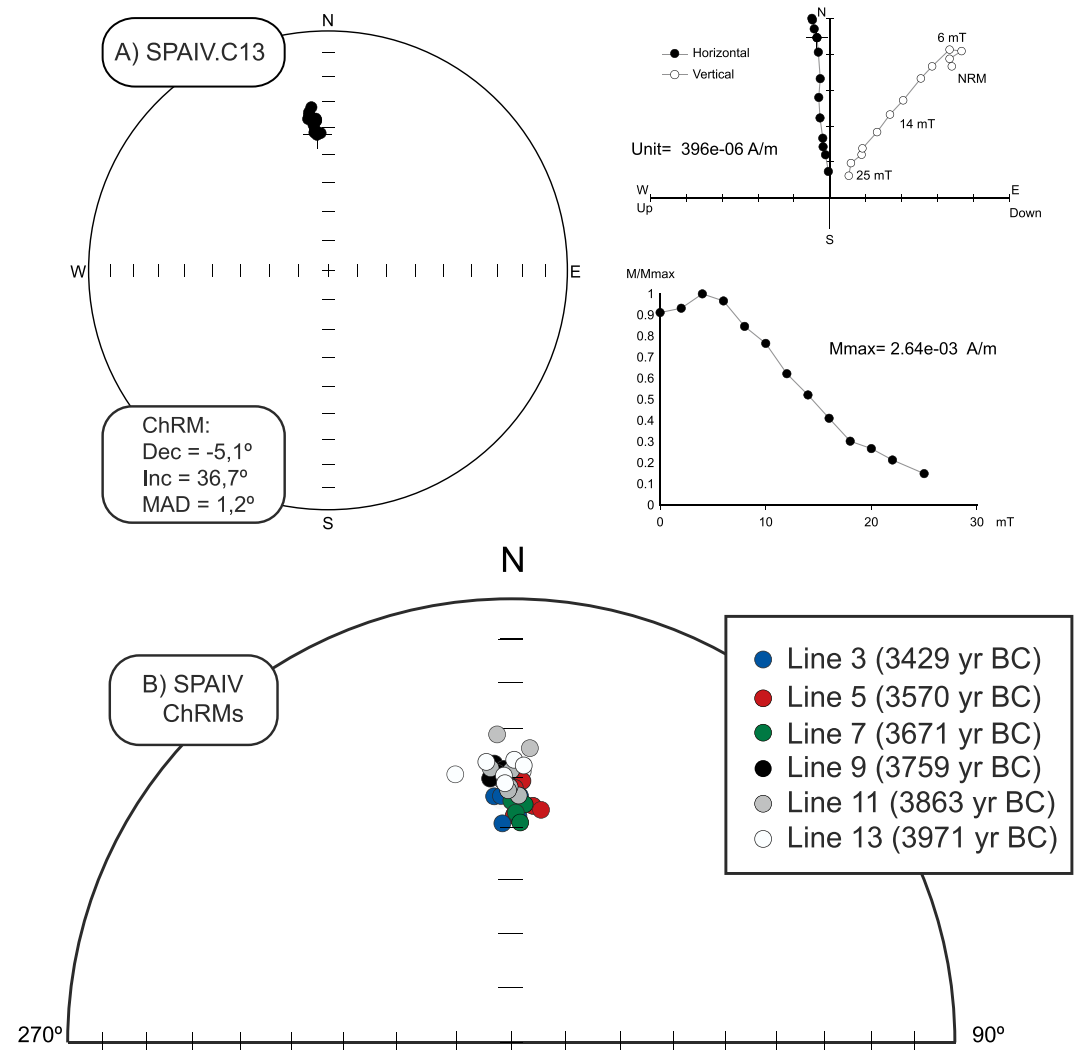 A) SPAIV.C13
N
W
E
S
ChRM:
Dec = -5,1º
Inc = 36,7º
MAD = 1,2º
Horizontal
Vertical
N
6 mT
NRM
14 mT
25 mT
Unit= 396e-06 A/m
W
Up
E
Down
S
M/Mmax
1
0.9
0.8
0.7
0.6
0.5
0.4
0.3
0.2
0.1
0
Mmax= 2.64e-03 A/m
0
10
20
30
mT
N
B) SPAIV
ChRMs
Line 3 (3429 yr BC)
Line 5 (3570 yr BC)
Line 7 (3671 yr BC)
Line 9 (3759 yr BC)
Line 11 (3863 yr BC)
Line 13 (3971 yr BC)
270º
90º